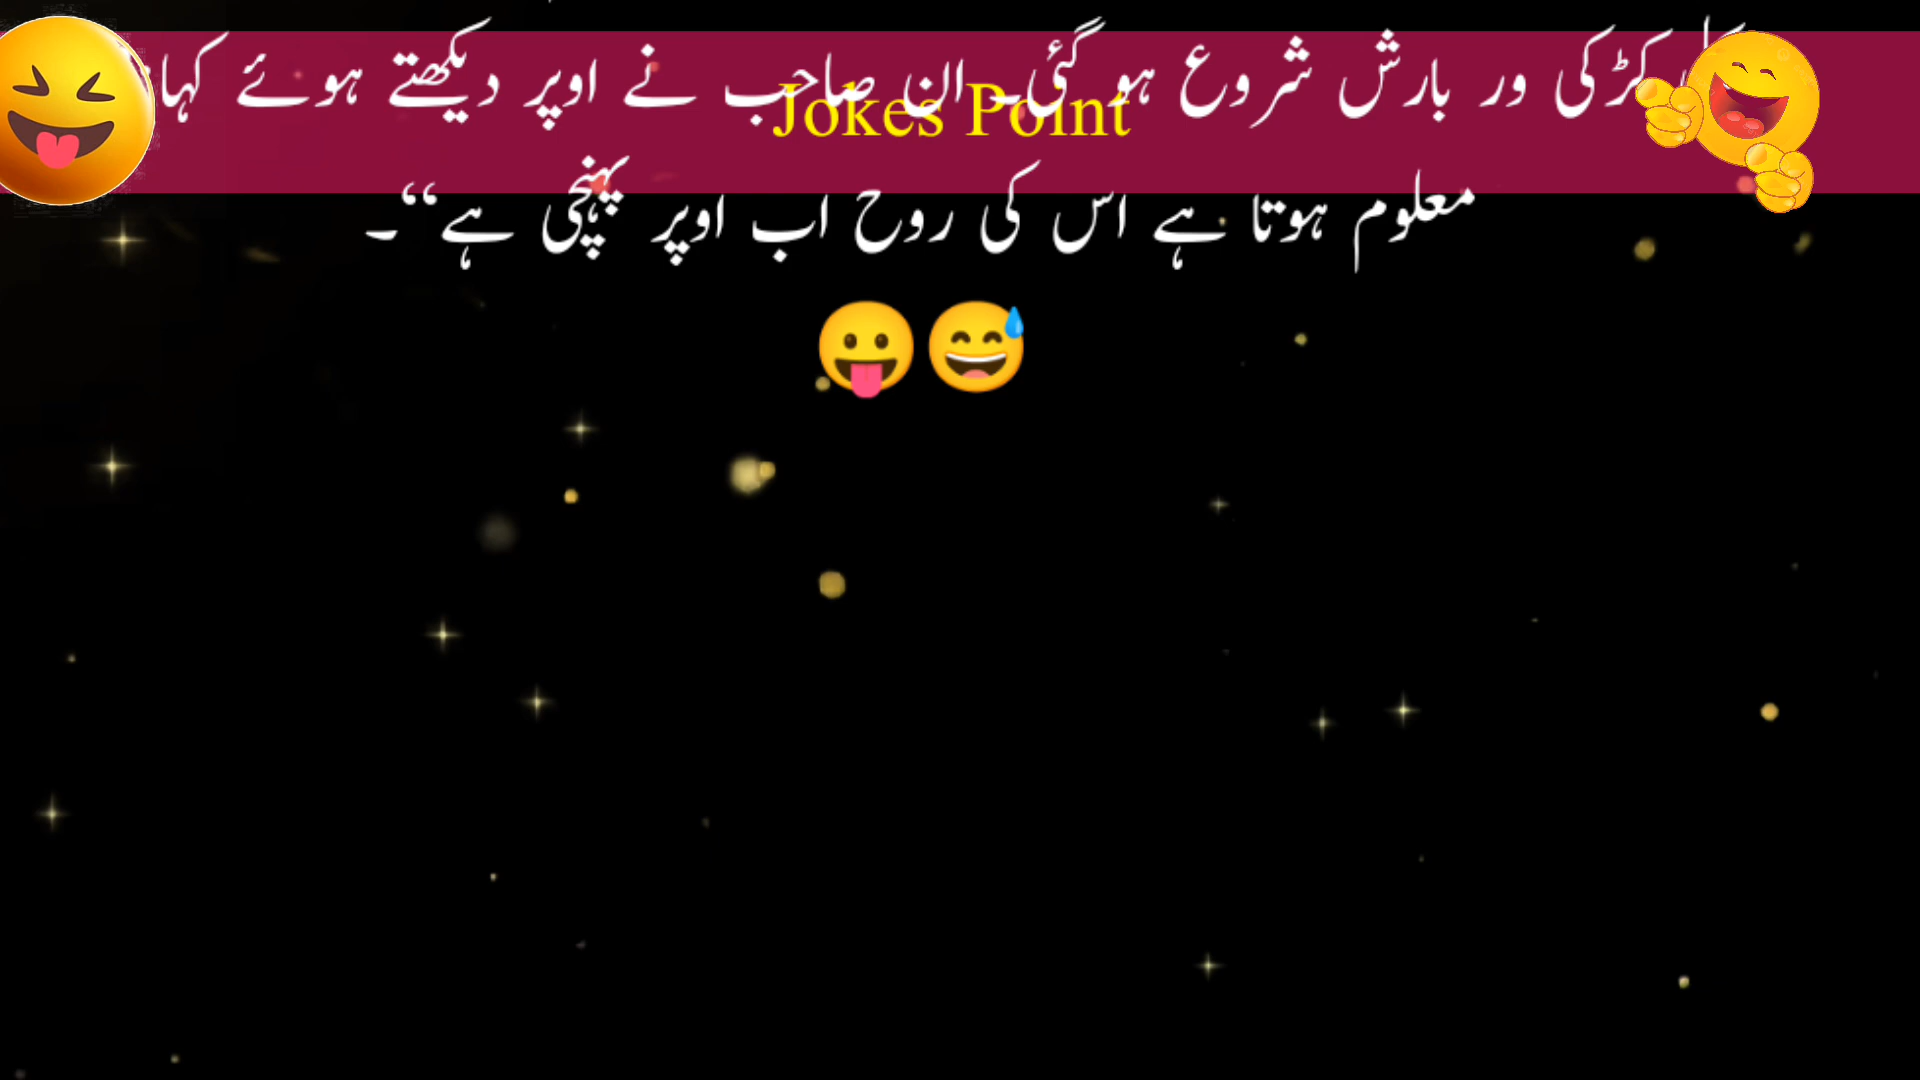 کڑکی ور بارش شروع ہو گئی۔ ان صاحب نے اوپر دیکھتے ہوئے کہا
Jokes Point
معلوم ہوتا ہے اس کی روح اب اوپر پہنچی ہے‘‘۔